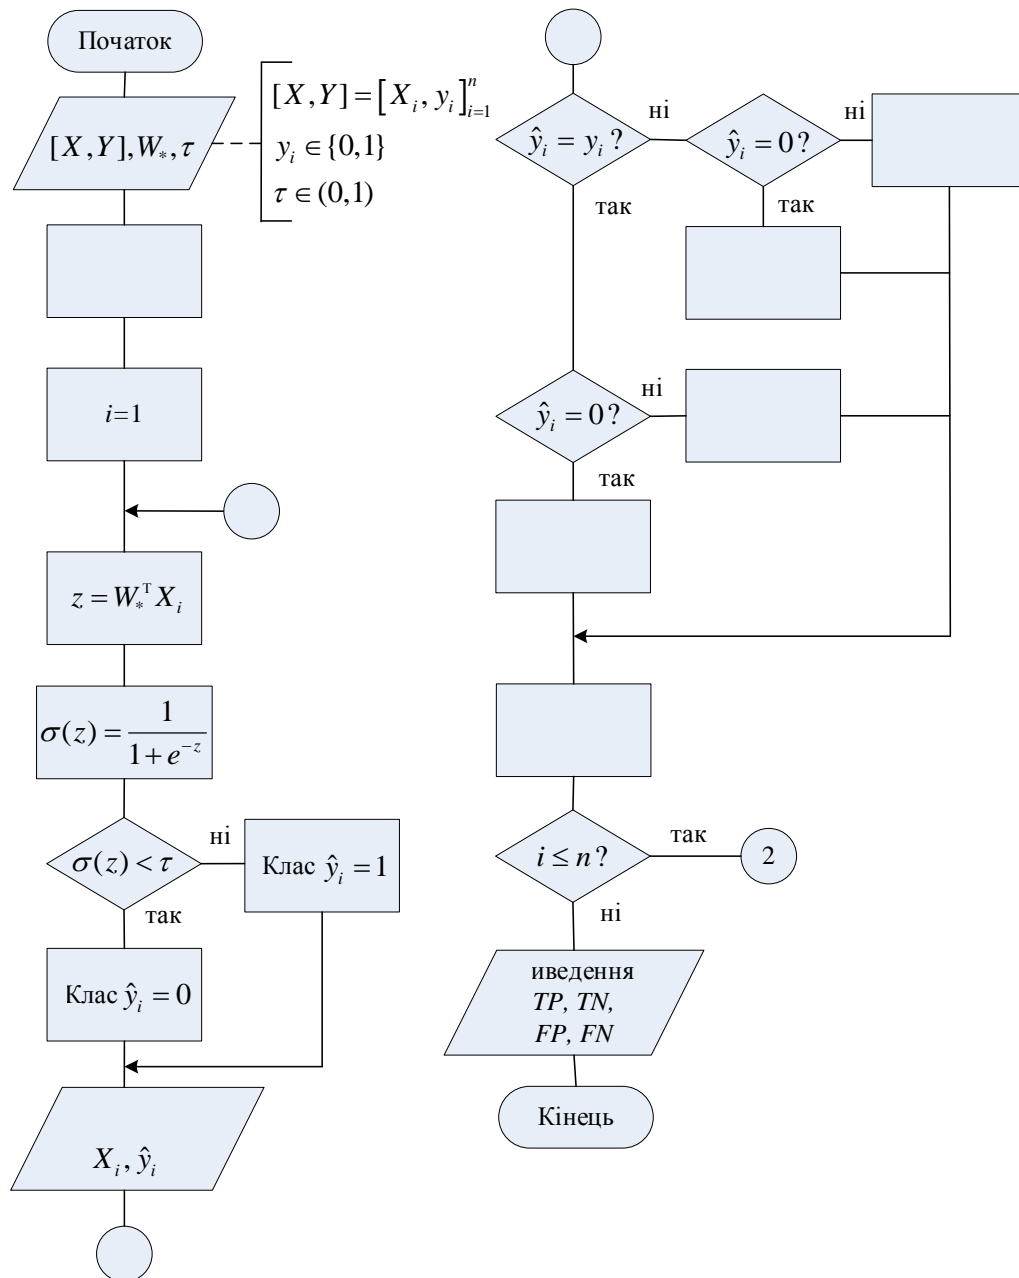 Початок
[X,Y],W*,τ
[X,Y]=[X_i,y_i]_{i=1}^{n}
y_i∈{0,1}
τ∈(0,1)
i=1
z=W_*^T X_i
σ(z)=1/(1+e^{-z})
σ(z)<τ
ні
Клас ŷ_i=1
так
Клас ŷ_i=0
X_i, ŷ_i
ŷ_i=y_i?
ні
ŷ_i=0?
ні
так
так
ŷ_i=0?
ні
так
i≤n?
так
2
ні
иведення
TP, TN,
FP, FN
Кінець